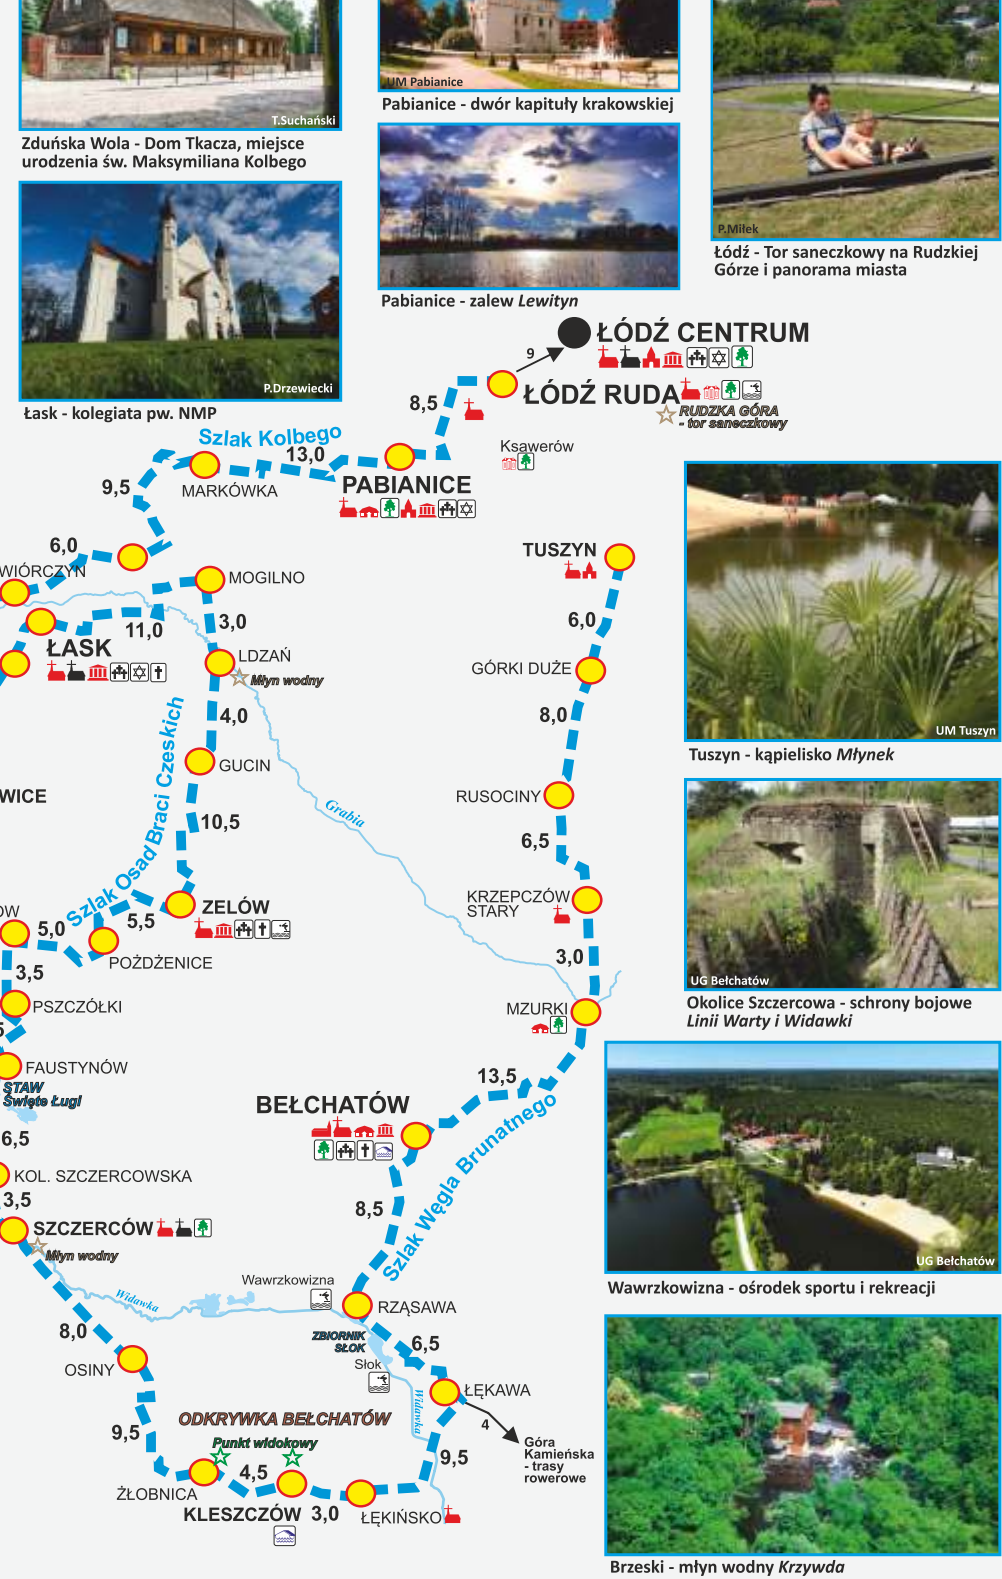 T.Suchański
Zduńska Wola - Dom Tkacza, miejsce
urodzenia św. Maksymiliana Kolbego
UM Pabianice
Pabianice - dwór kapituły krakowskiej
P.Miłek
Łódź - Tor saneczkowy na Rudzkiej
Górze i panorama miasta
P.Drzewiecki
Łask - kolegiata pw. NMP
Pabianice - zalew Lewityn
ŁÓDŹ CENTRUM
9
ŁÓDŹ RUDA
RUDZKA GÓRA
- tor saneczkowy
8,5
Ksawerów
Szlak Kolbego
13,0
MARKÓWKA
PABIANICE
9,5
6,0
WIÓRCZYN
MOGILNO
11,0
3,0
ŁASK
LDZAŃ
Młyn wodny
4,0
GUCIN
Szlak Osad Braci Czeskich
WICE
10,5
Grabia
ZELÓW
ÓW
5,0
5,5
POŻDŻENICE
3,5
PSZCZÓŁKI
5
FAUSTYNÓW
STAW
Święte Ługi
6,5
KOL. SZCZERCOWSKA
3,5
SZCZERCÓW
Młyn wodny
TUSZYN
6,0
GÓRKI DUŻE
8,0
RUSOCINY
6,5
KRZEPCZÓW
STARY
3,0
MZURKI
13,5
BEŁCHATÓW
Szlak Węgla Brunatnego
8,5
Wawrzkowizna
Widawka
RZĄSAWA
ZBIORNIK
SŁOK
6,5
Słok
Widawka
ŁĘKAWA
4
Góra
Kamieńska
- trasy
rowerowe
8,0
OSINY
9,5
ODKRYWKA BEŁCHATÓW
Punkt widokowy
4,5
ŻŁOBNICA
KLESZCZÓW
3,0
ŁĘKIŃSKO
9,5
UM Tuszyn
Tuszyn - kąpielisko Młynek
UG Bełchatów
Okolice Szczercowa - schrony bojowe
Linii Warty i Widawki
UG Bełchatów
Wawrzkowizna - ośrodek sportu i rekreacji
Brzeski - młyn wodny Krzywda